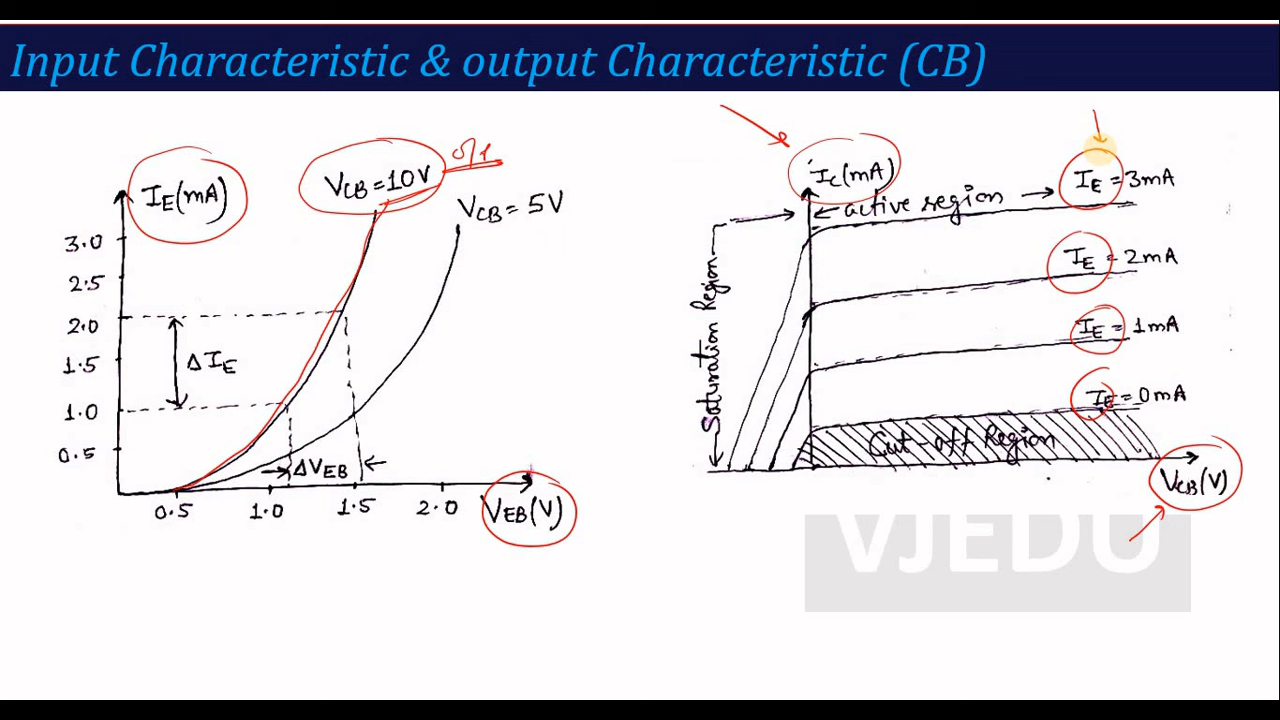 Input Characteristic & output Characteristic (CB)
IE(mA)
VCB=10V
O/1
VCB=5V
3.0
2.5
2.0
1.5
1.0
0.5
ΔIE
ΔVEB
0.5
1.0
1.5
2.0
VEB(V)
IC(mA)
active region
IE=3mA
IE=2mA
IE=1mA
IE=0mA
Saturation Region
Cut-off Region
VCB(V)
VJEDU